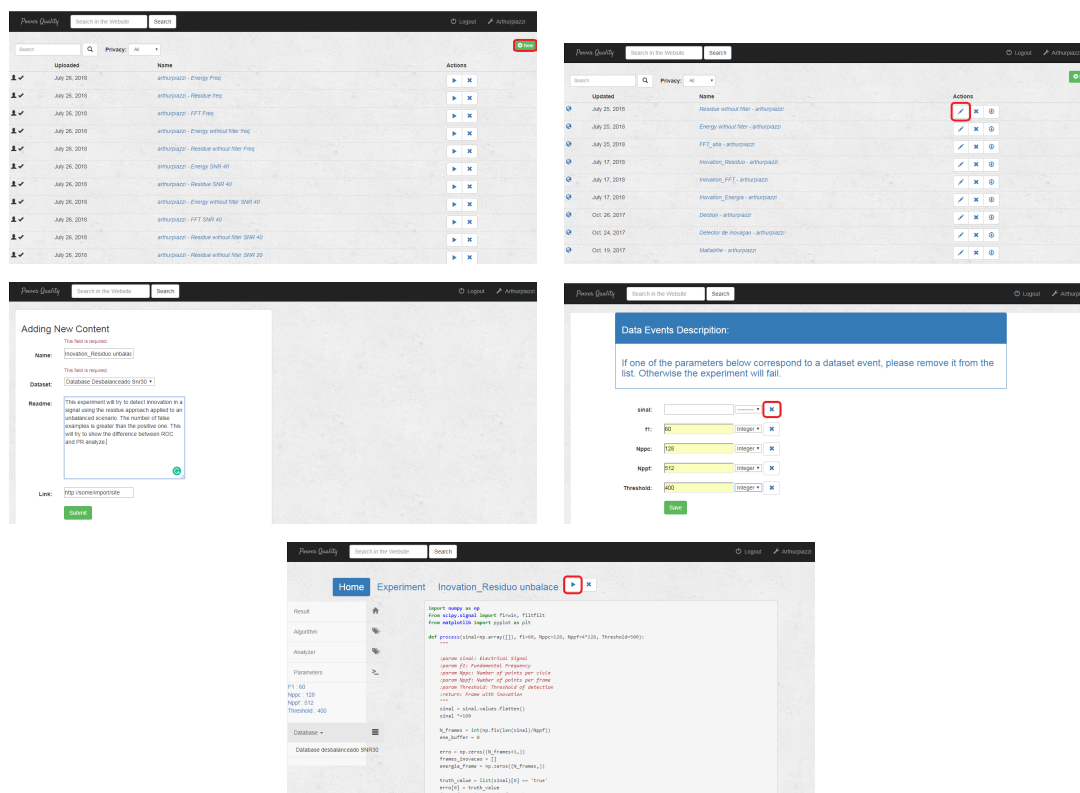 Power Quality Search in the Website Search Logout Arthurpiazzi
Search Privacy: All New
Uploaded Name Actions
July 26, 2018 arthurpiazzi - Energy Freq
July 26, 2018 arthurpiazzi - Residue freq
July 26, 2018 arthurpiazzi - FFT Freq
July 26, 2018 arthurpiazzi - Energy without filter freq
July 26, 2018 arthurpiazzi - Residue without filter Freq
July 26, 2018 arthurpiazzi - Energy SNR 40
July 26, 2018 arthurpiazzi - Residue SNR 40
July 26, 2018 arthurpiazzi - Energy without filter SNR 40
July 26, 2018 arthurpiazzi - FFT SNR 40
July 26, 2018 arthurpiazzi - Residue without filter SNR 40
July 26, 2018 arthurpiazzi - Residue without filter SNR 20
Power Quality Search in the Website Search Logout Arthurpiazzi
Search Privacy: All
Updated Name Actions
July 25, 2018 Residue without filter - arthurpiazzi
July 25, 2018 Energy without filter - arthurpiazzi
July 25, 2018 FFT_abs - arthurpiazzi
July 17, 2018 Inovation_Residuo - arthurpiazzi
July 17, 2018 Inovation_FFT - arthurpiazzi
July 17, 2018 Inovation_Energia - arthurpiazzi
Oct. 26, 2017 Dection - arthurpiazzi
Oct. 24, 2017 Detector de inovaçao - arthurpiazzi
Oct. 19, 2017 Mattabfile - arthurpiazzi
Power Quality Search in the Website Search Logout Arthurpiazzi
Adding New Content
This field is required.
Name: Inovation_Residuo unbalac
This field is required.
Dataset: Database Desbalanceado Snr30
Readme: This experiment will try to detect innovation in a
signal using the residue approach applied to an
unbalanced scenario. The number of false
examples is greater than the positive one. This
will try to show the difference between ROC
and PR analyze.
Link: http://some/import/site
Submit
Power Quality Search in the Website Search Logout Arthurp
Data Events Descripition:
If one of the parameters below correspond to a dataset event, please remove it from the
list. Otherwise the experiment will fail.
sinal: ---------
f1: 60 Integer
Nppc: 128 Integer
Nppf: 512 Integer
Threshold: 400 Integer
Save
Power Quality Search in the Website Search Logout Arthurpiazzi
Home Experiment Inovation_Residuo unbalace
Result
Algorithm
Analyzer
Parameters
F1 : 60
Nppc : 128
Nppf : 512
Threshold : 400
Database
Database desbalanceado SNR30
import numpy as np
from scipy.signal import firwin, filtfilt
from matplotlib import pyplot as plt
def process(sinal=np.array([]), f1=60, Nppc=128, Nppf=4*128, Threshold=500):
"""
:param sinal: Electrical Signal
:param f1: Fundamental frequency
:param Nppc: Number of points per cicle
:param Nppf: Number of points per frame
:param Threshold: Threshold of detection
:return: Frame with inovation
"""
sinal = sinal.values.flatten()
sinal *=100
N_frames = int(np.fix(len(sinal)/Nppf))
ene_buffer = 0
erro = np.zeros((N_frames+1,))
frames_inovacao = []
energia_frame = np.zeros((N_frames,))
truth_value = list(sinal)[0] == 'true'
erro[0] = truth_value